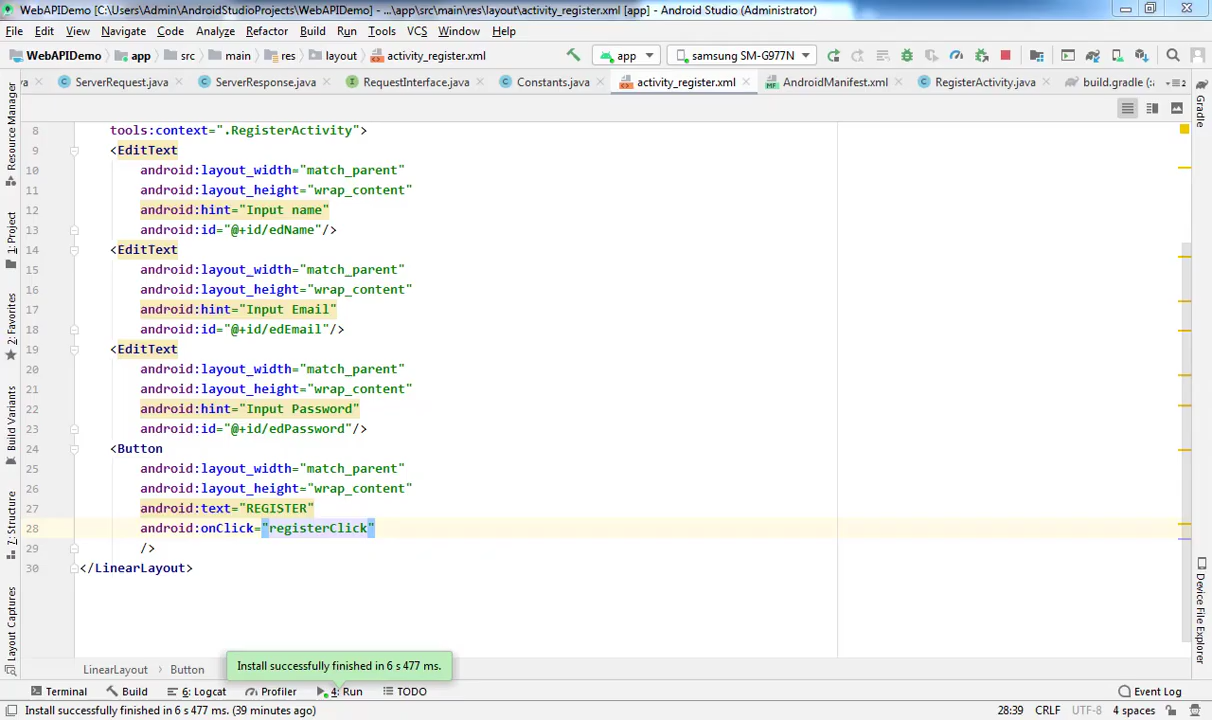 WebAPIDemo [C:\Users\Admin\AndroidStudioProjects\WebAPIDemo] - ...\app\src\main\res\layout\activity_register.xml [app] - Android Studio (Administrator)
File Edit View Navigate Code Analyze Refactor Build Run Tools VCS Window Help
WebAPIDemo app src main res layout activity_register.xml app samsung SM-G977N
va ServerRequest.java ServerResponse.java RequestInterface.java Constants.java activity_register.xml AndroidManifest.xml RegisterActivity.java build.gradle (: 2
8 tools:context=".RegisterActivity">
9 <EditText
10 android:layout_width="match_parent"
11 android:layout_height="wrap_content"
12 android:hint="Input name"
13 android:id="@+id/edName"/>
14 <EditText
15 android:layout_width="match_parent"
16 android:layout_height="wrap_content"
17 android:hint="Input Email"
18 android:id="@+id/edEmail"/>
19 <EditText
20 android:layout_width="match_parent"
21 android:layout_height="wrap_content"
22 android:hint="Input Password"
23 android:id="@+id/edPassword"/>
24 <Button
25 android:layout_width="match_parent"
26 android:layout_height="wrap_content"
27 android:text="REGISTER"
28 android:onClick="registerClick"
29 />
30 </LinearLayout>
Resource Manager
1: Project
2: Favorites
Build Variants
7: Structure
Layout Captures
Gradle
Device File Explorer
LinearLayout Button
Install successfully finished in 6 s 477 ms.
Terminal Build 6: Logcat Profiler 4: Run TODO Event Log
Install successfully finished in 6 s 477 ms. (39 minutes ago) 28:39 CRLF UTF-8 4 spaces